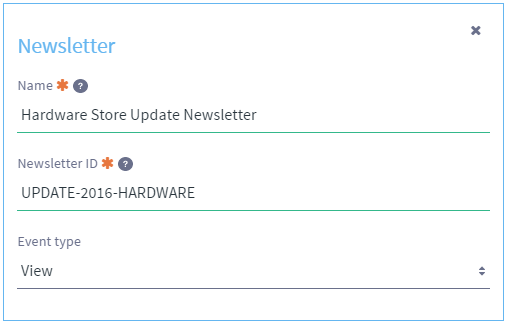 Newsletter
Name * ?
Hardware Store Update Newsletter
Newsletter ID * ?
UPDATE-2016-HARDWARE
Event type
View